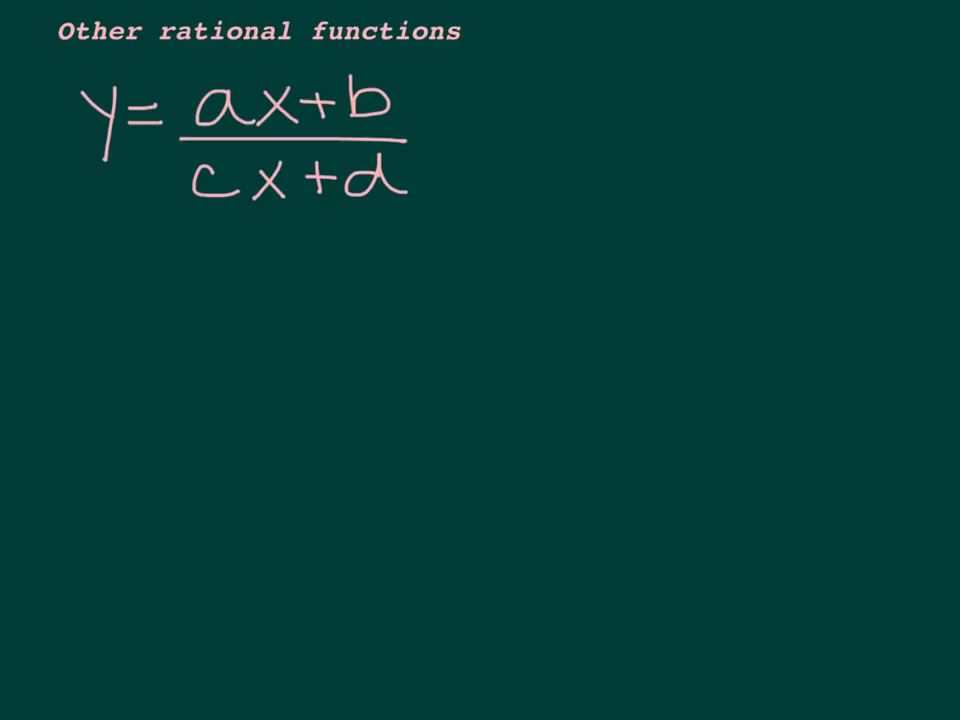 Other rational functions
y= ax+b
cx+d